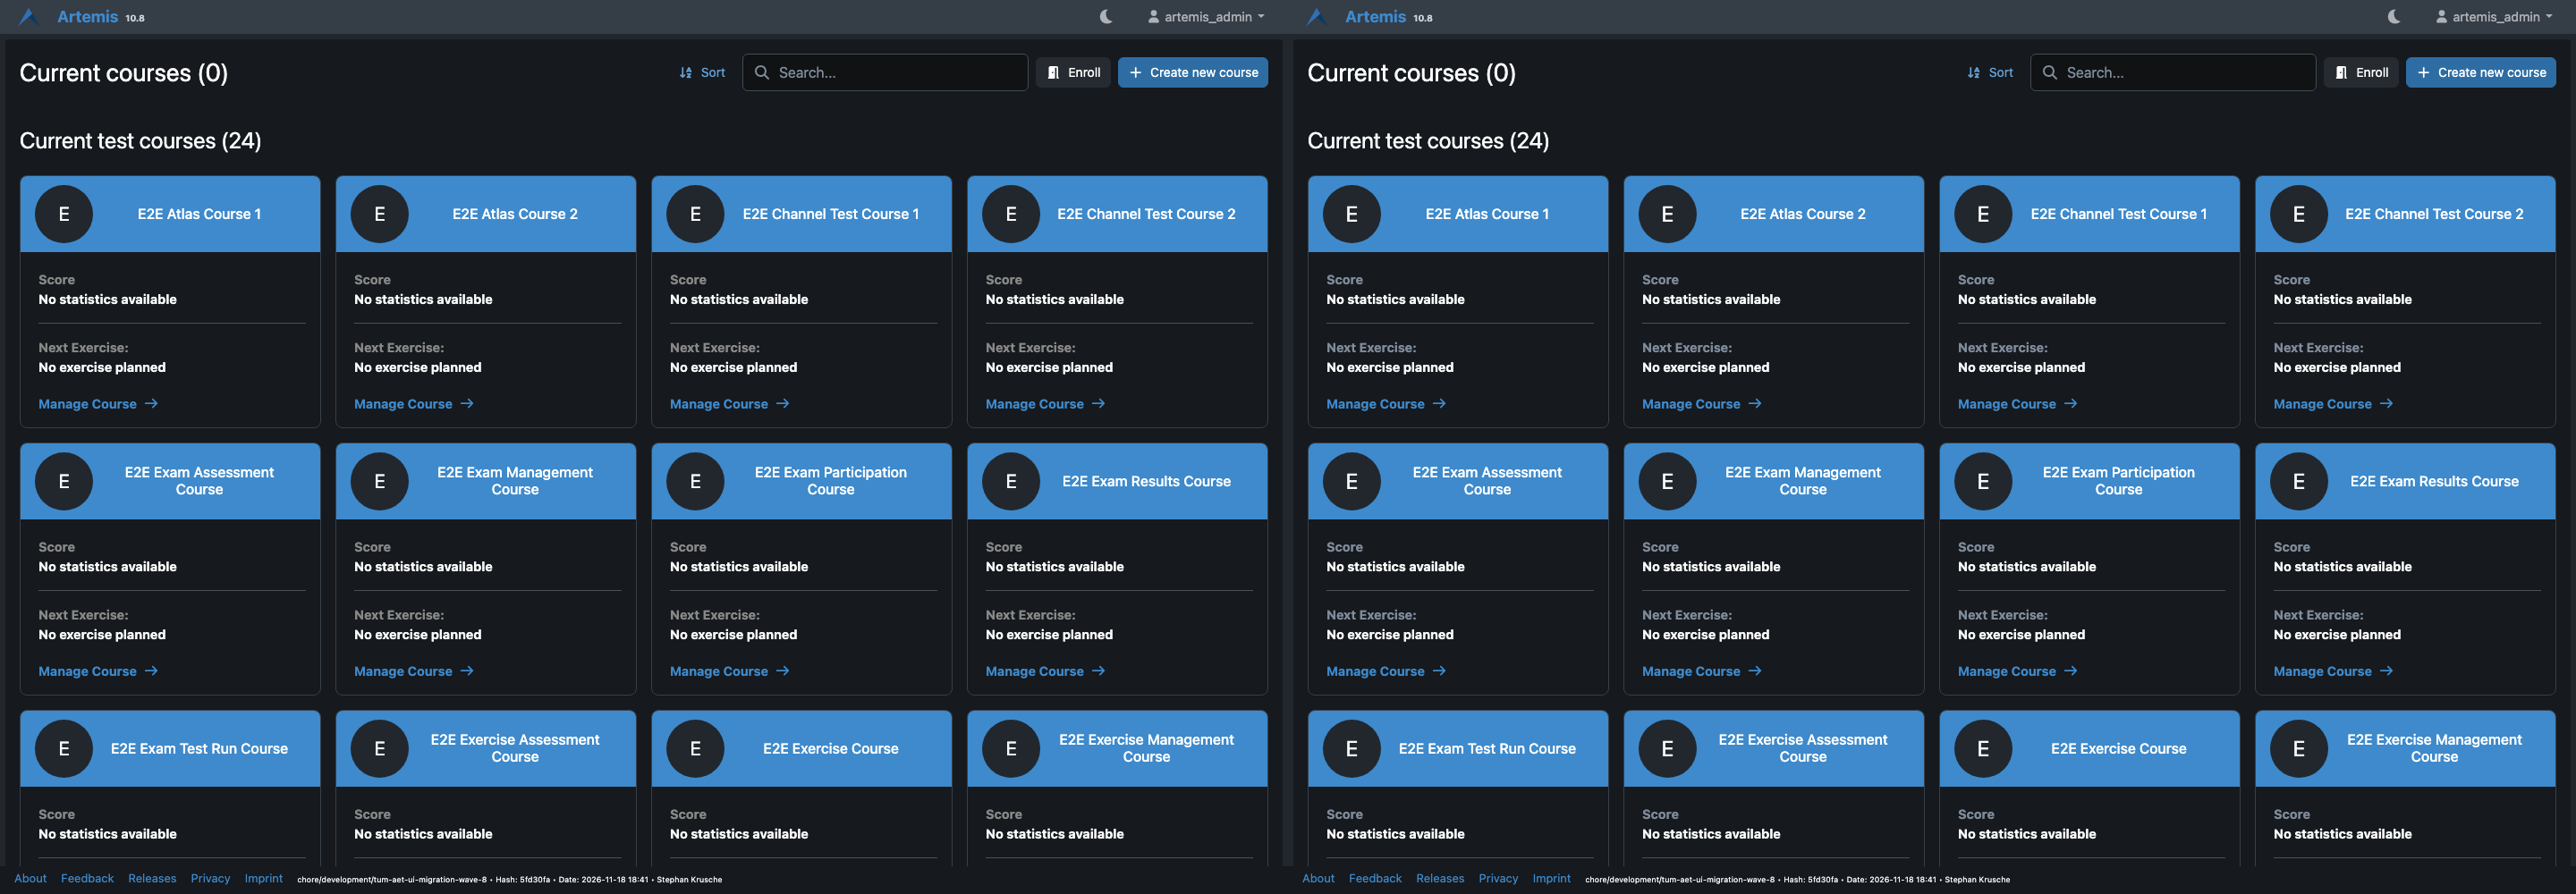 Artemis 10.8
artemis_admin
Current courses (0)
Sort
Search...
Enroll
Create new course
Current test courses (24)
E
E2E Atlas Course 1
E
E2E Atlas Course 2
E
E2E Channel Test Course 1
E
E2E Channel Test Course 2
Score
No statistics available
Next Exercise:
No exercise planned
Manage Course
Score
No statistics available
Next Exercise:
No exercise planned
Manage Course
Score
No statistics available
Next Exercise:
No exercise planned
Manage Course
Score
No statistics available
Next Exercise:
No exercise planned
Manage Course
E
E2E Exam Assessment
Course
E
E2E Exam Management
Course
E
E2E Exam Participation
Course
E
E2E Exam Results Course
Score
No statistics available
Next Exercise:
No exercise planned
Manage Course
Score
No statistics available
Next Exercise:
No exercise planned
Manage Course
Score
No statistics available
Next Exercise:
No exercise planned
Manage Course
Score
No statistics available
Next Exercise:
No exercise planned
Manage Course
E
E2E Exam Test Run Course
E
E2E Exercise Assessment
Course
E
E2E Exercise Course
E
E2E Exercise Management
Course
Score
No statistics available
Score
No statistics available
Score
No statistics available
Score
No statistics available
About Feedback Releases Privacy Imprint chore/development/tum-aet-ui-migration-wave-8 • Hash: 5fd30fa • Date: 2026-11-18 18:41 • Stephan Krusche
Artemis 10.8
artemis_admin
Current courses (0)
Sort
Search...
Enroll
Create new course
Current test courses (24)
E
E2E Atlas Course 1
E
E2E Atlas Course 2
E
E2E Channel Test Course 1
E
E2E Channel Test Course 2
Score
No statistics available
Next Exercise:
No exercise planned
Manage Course
Score
No statistics available
Next Exercise:
No exercise planned
Manage Course
Score
No statistics available
Next Exercise:
No exercise planned
Manage Course
Score
No statistics available
Next Exercise:
No exercise planned
Manage Course
E
E2E Exam Assessment
Course
E
E2E Exam Management
Course
E
E2E Exam Participation
Course
E
E2E Exam Results Course
Score
No statistics available
Next Exercise:
No exercise planned
Manage Course
Score
No statistics available
Next Exercise:
No exercise planned
Manage Course
Score
No statistics available
Next Exercise:
No exercise planned
Manage Course
Score
No statistics available
Next Exercise:
No exercise planned
Manage Course
E
E2E Exam Test Run Course
E
E2E Exercise Assessment
Course
E
E2E Exercise Course
E
E2E Exercise Management
Course
Score
No statistics available
Score
No statistics available
Score
No statistics available
Score
No statistics available
About Feedback Releases Privacy Imprint chore/development/tum-aet-ui-migration-wave-8 • Hash: 5fd30fa • Date: 2026-11-18 18:41 • Stephan Krusche